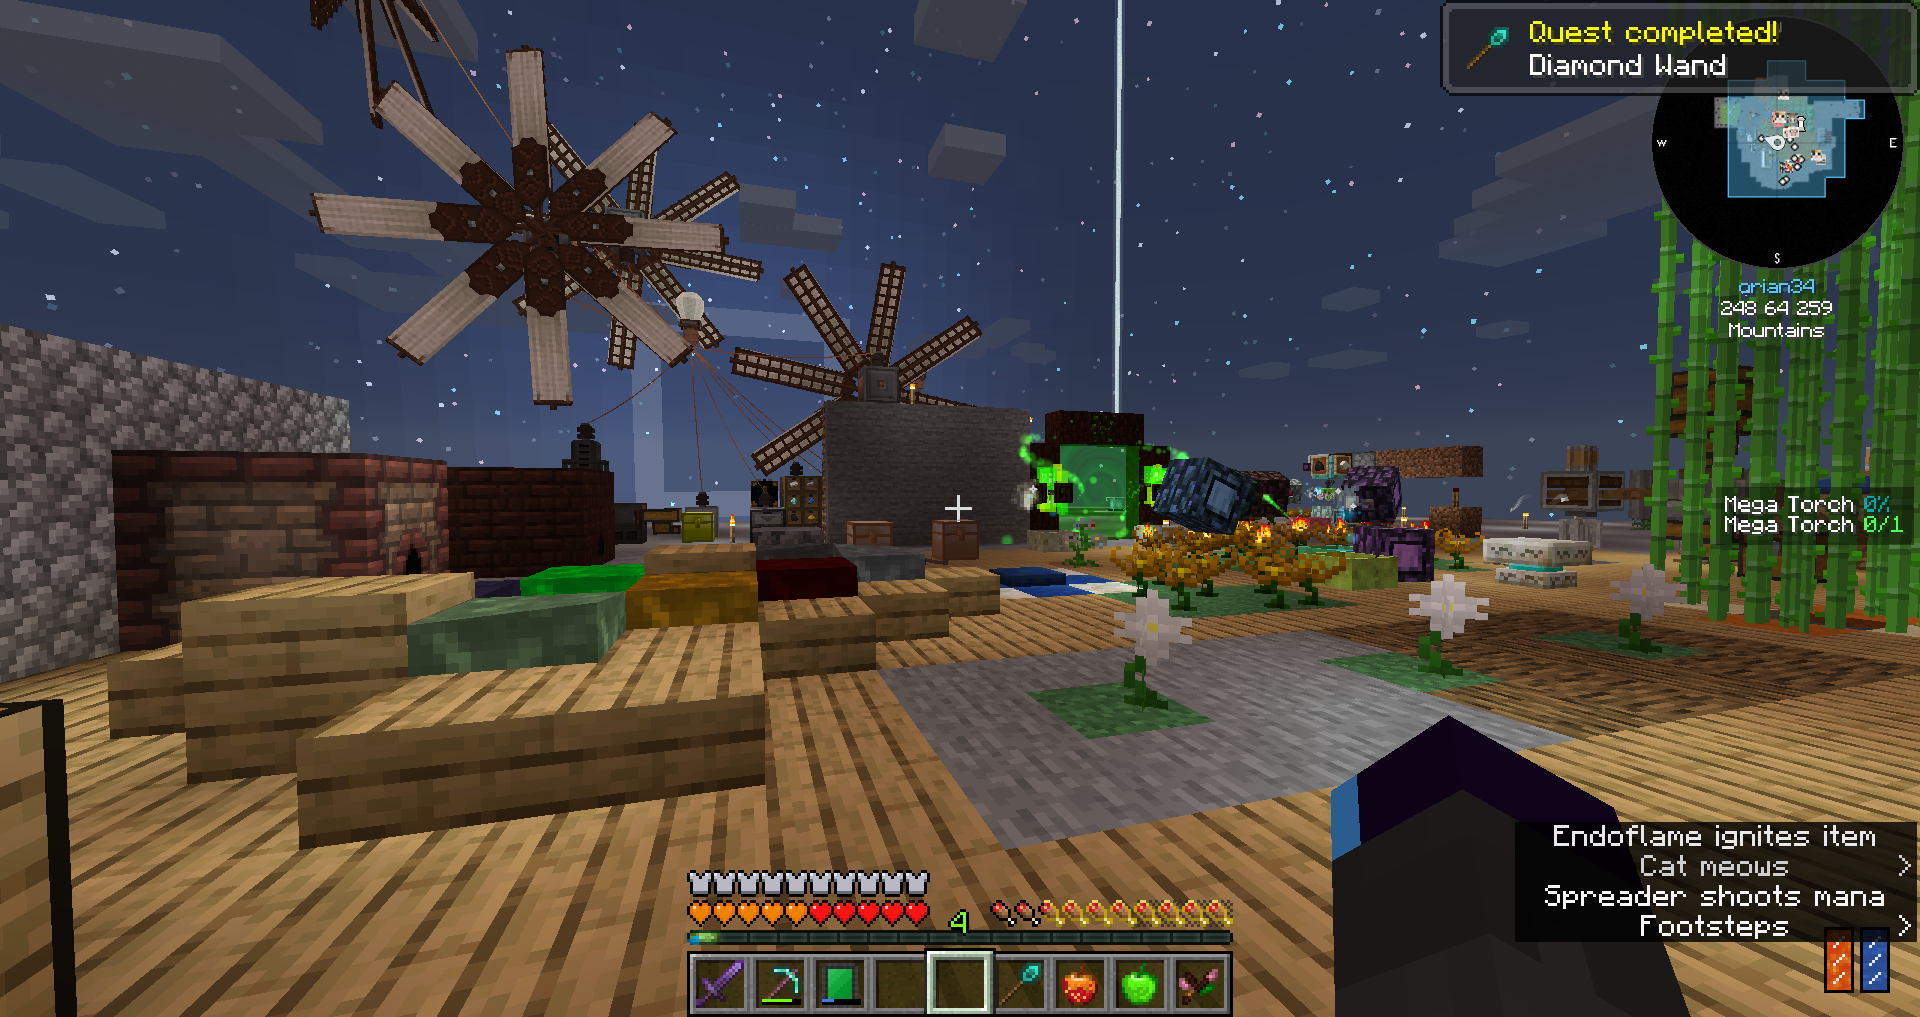 Quest completed!
Diamond Wand
W
E
S
qrian34
248 64 259
Mountains
Mega Torch 0%
Mega Torch 0/1
Endoflame ignites item
Cat meows >
Spreader shoots mana
Footsteps >
4